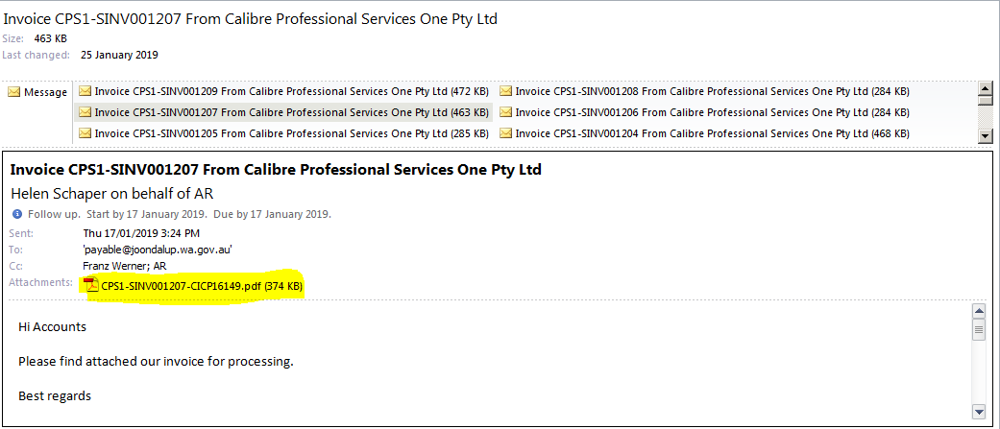 Invoice CPS1-SINV001207 From Calibre Professional Services One Pty Ltd
Size: 463 KB
Last changed: 25 January 2019
Message
Invoice CPS1-SINV001209 From Calibre Professional Services One Pty Ltd (472 KB) Invoice CPS1-SINV001208 From Calibre Professional Services One Pty Ltd (284 KB)
Invoice CPS1-SINV001207 From Calibre Professional Services One Pty Ltd (463 KB) Invoice CPS1-SINV001206 From Calibre Professional Services One Pty Ltd (284 KB)
Invoice CPS1-SINV001205 From Calibre Professional Services One Pty Ltd (285 KB) Invoice CPS1-SINV001204 From Calibre Professional Services One Pty Ltd (468 KB)
Invoice CPS1-SINV001207 From Calibre Professional Services One Pty Ltd
Helen Schaper on behalf of AR
Follow up. Start by 17 January 2019. Due by 17 January 2019.
Sent: Thu 17/01/2019 3:24 PM
To: 'payable@joondalup.wa.gov.au'
Cc: Franz Werner; AR
Attachments: CPS1-SINV001207-CICP16149.pdf (374 KB)
Hi Accounts
Please find attached our invoice for processing.
Best regards